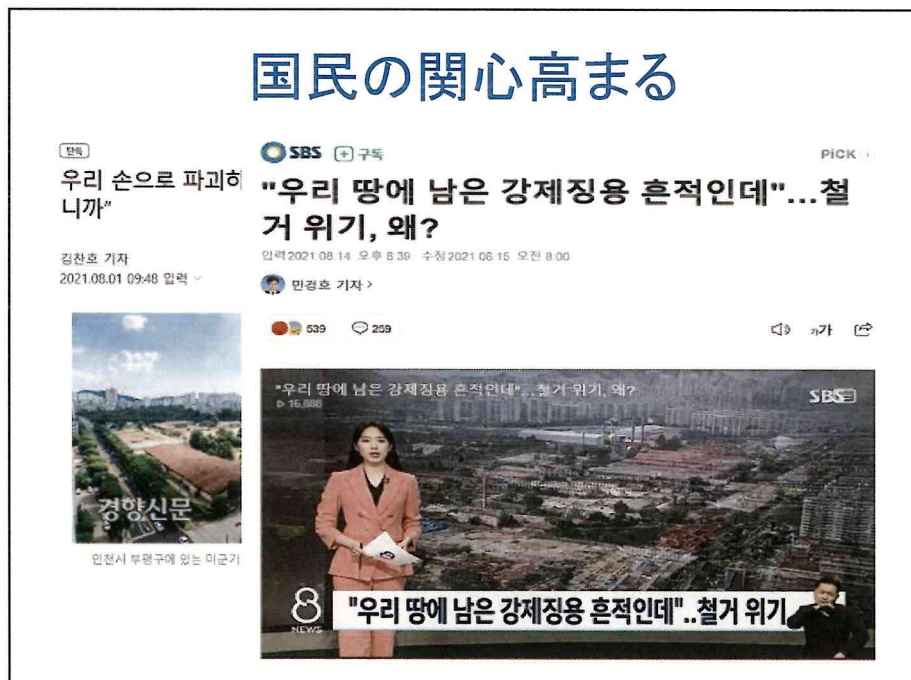 国民の関心高まる
단독
우리 손으로 파괴하
니까”
김찬호 기자
2021.08.01 09:48 입력
경향신문
인천시 부평구에 있는 미군기
SBS + 구독
PiCK
"우리 땅에 남은 강제징용 흔적인데"...철
거 위기, 왜?
입력 2021.08.14 오후 8:39 수정 2021.08.15 오전 8:00
민경호 기자 >
539 259
가가
"우리 땅에 남은 강제징용 흔적인데"...철거 위기, 왜?
▷ 16,888
SBS
8
NEWS
"우리 땅에 남은 강제징용 흔적인데"..철거 위기